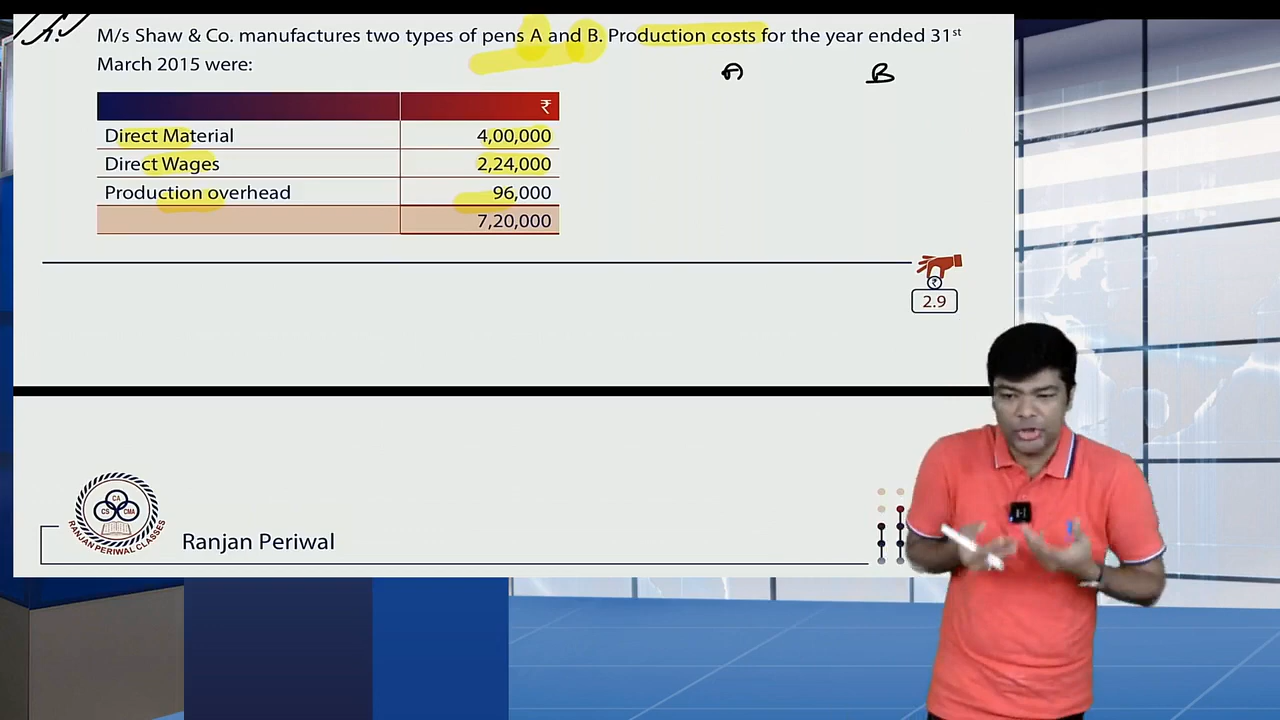 M/s Shaw & Co. manufactures two types of pens A and B. Production costs for the year ended 31st
March 2015 were:
A B
₹
Direct Material 4,00,000
Direct Wages 2,24,000
Production overhead 96,000
7,20,000
₹
2.9
CA
CS CMA
RANJAN PERIWAL CLASSES
Ranjan Periwal